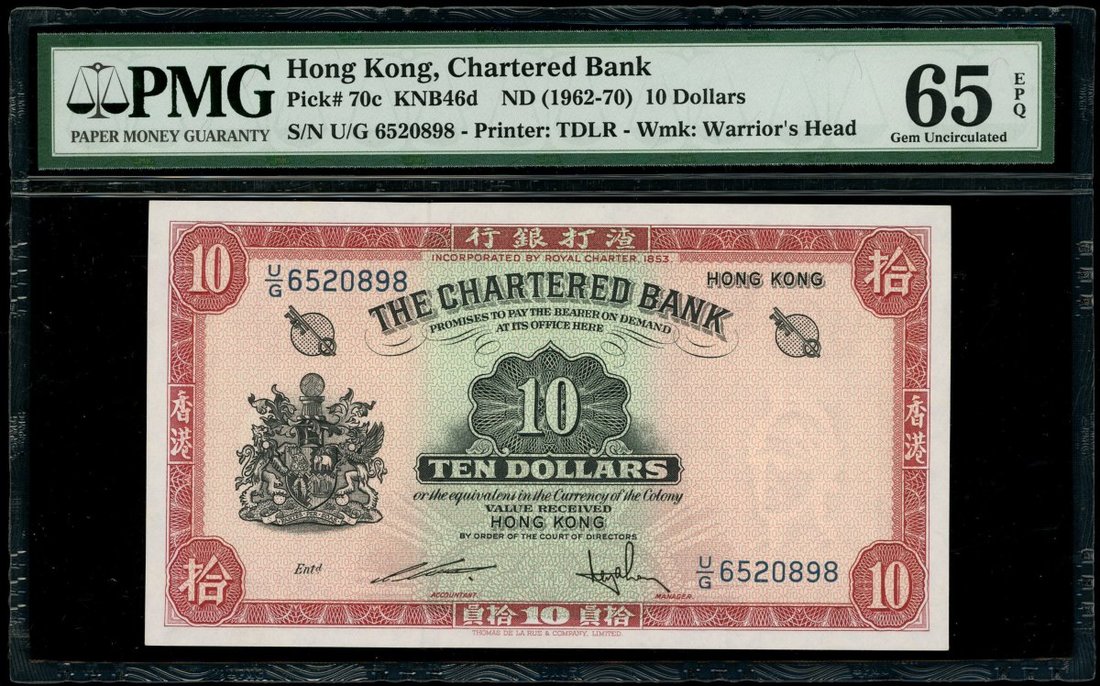 PMG
PAPER MONEY GUARANTY
Hong Kong, Chartered Bank
Pick# 70c KNB46d ND (1962-70) 10 Dollars
S/N U/G 6520898 - Printer: TDLR - Wmk: Warrior's Head
65 EPQ
Gem Uncirculated
行銀打渣
INCORPORATED BY ROYAL CHARTER, 1853.
10
拾
U/G 6520898
HONG KONG
THE CHARTERED BANK
PROMISES TO PAY THE BEARER ON DEMAND
AT ITS OFFICE HERE
10
香港
香港
TEN DOLLARS
or the equivalent in the Currency of the Colony
VALUE RECEIVED
HONG KONG
BY ORDER OF THE COURT OF DIRECTORS
Entd
U/G 6520898
ACCOUNTANT.
MANAGER.
拾
10
員拾 10 員拾
THOMAS DE LA RUE & COMPANY, LIMITED.